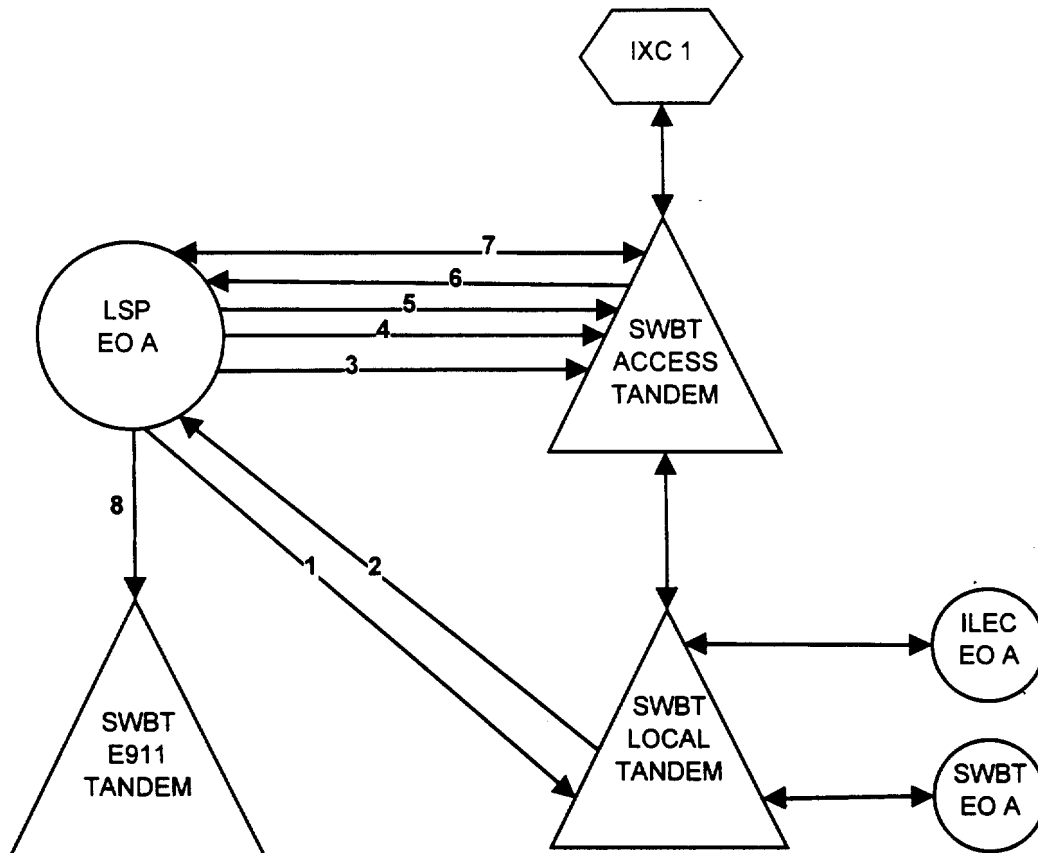 IXC 1
7
6
5
4
3
LSP
EO A
SWBT
ACCESS
TANDEM
8
1
2
ILEC
EO A
SWBT
E911
TANDEM
SWBT
LOCAL
TANDEM
SWBT
EO A